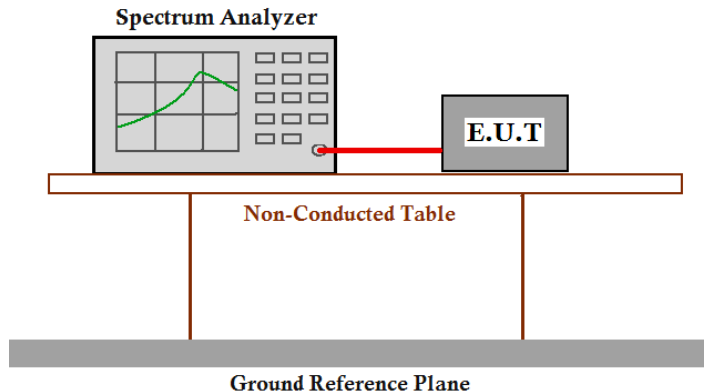 Spectrum Analyzer
E.U.T
Non-Conducted Table
Ground Reference Plane